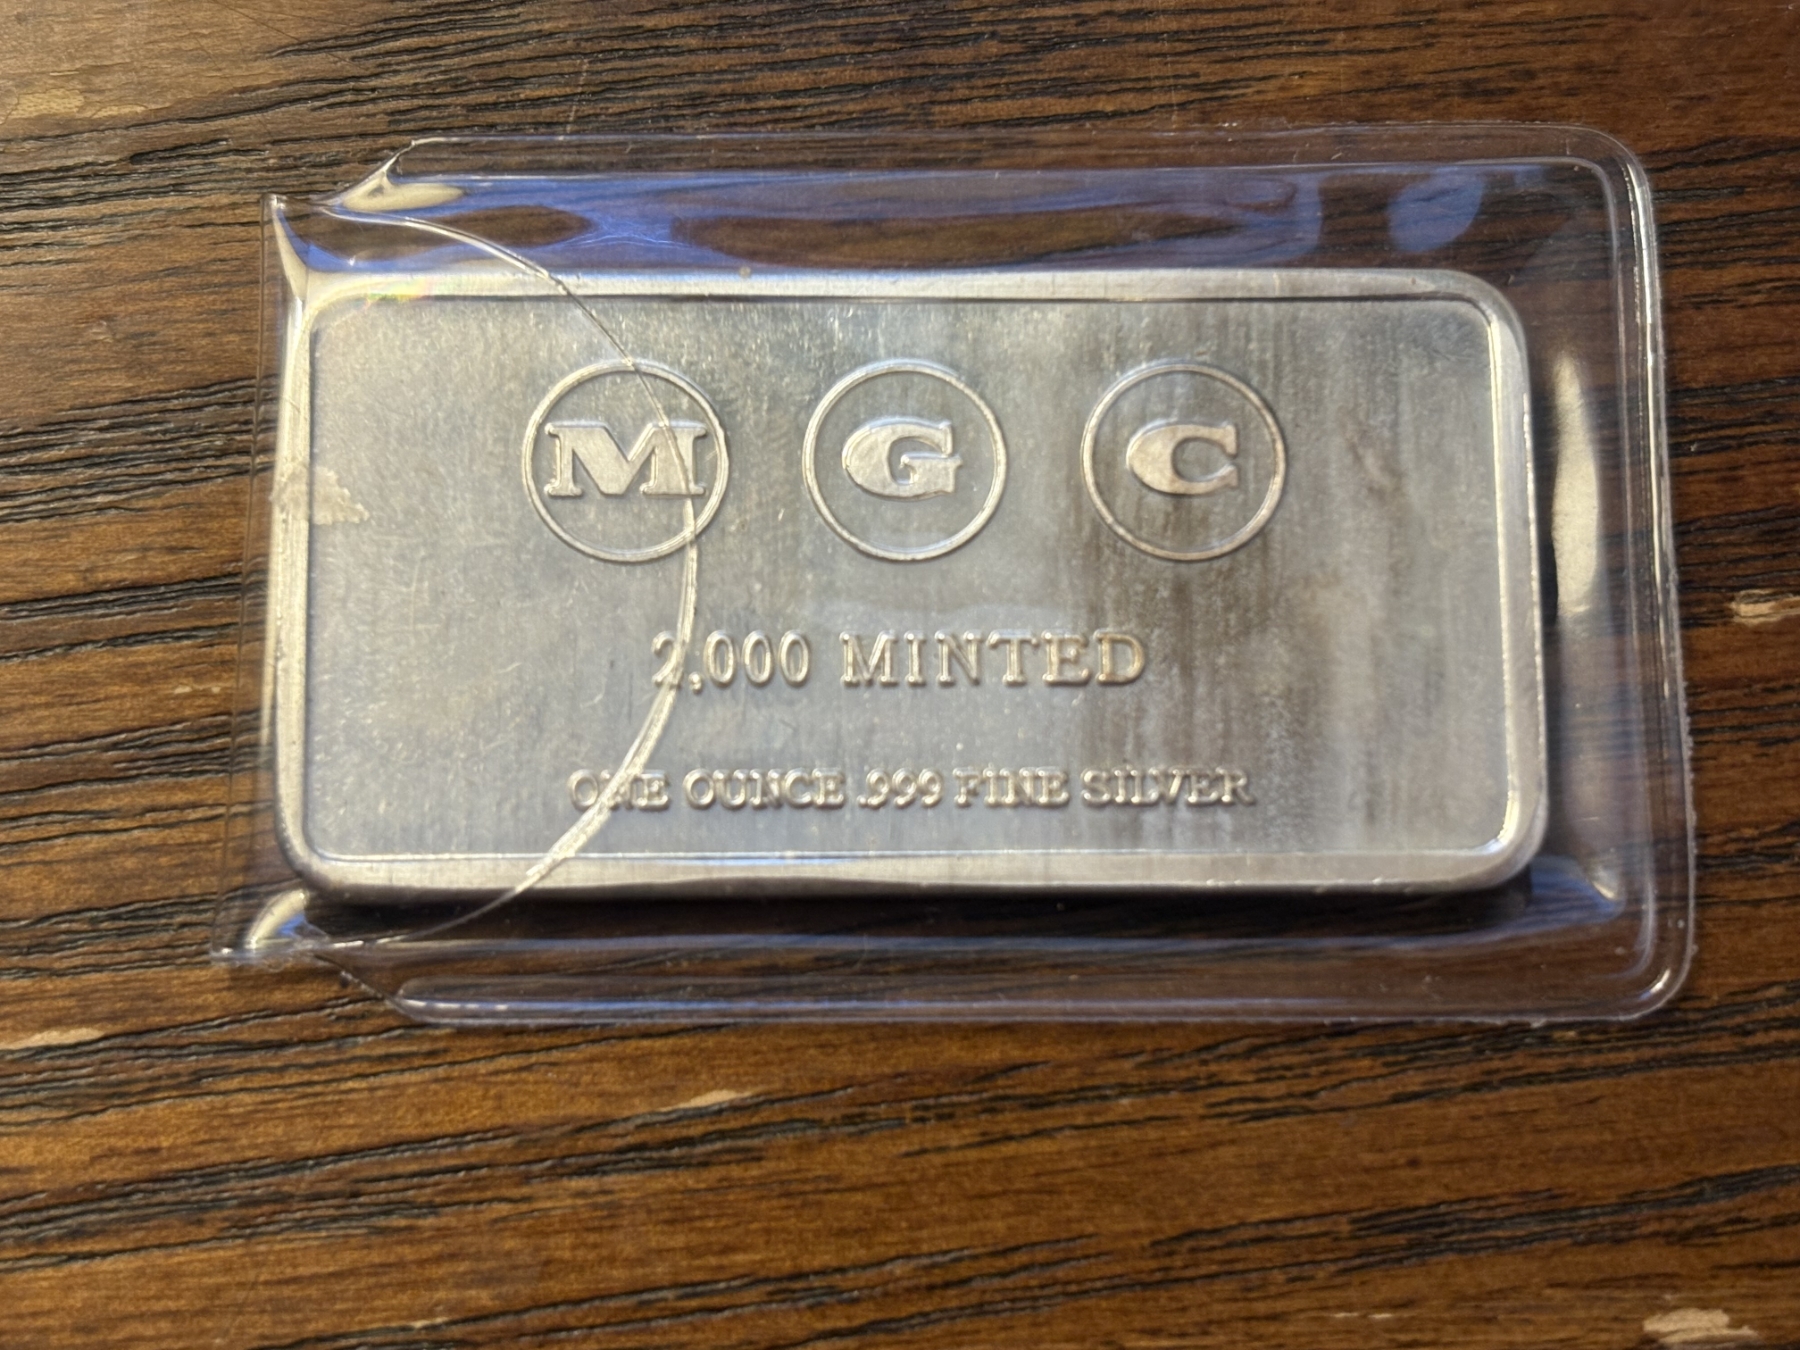 M G C
2,000 MINTED
ONE OUNCE .999 FINE SILVER